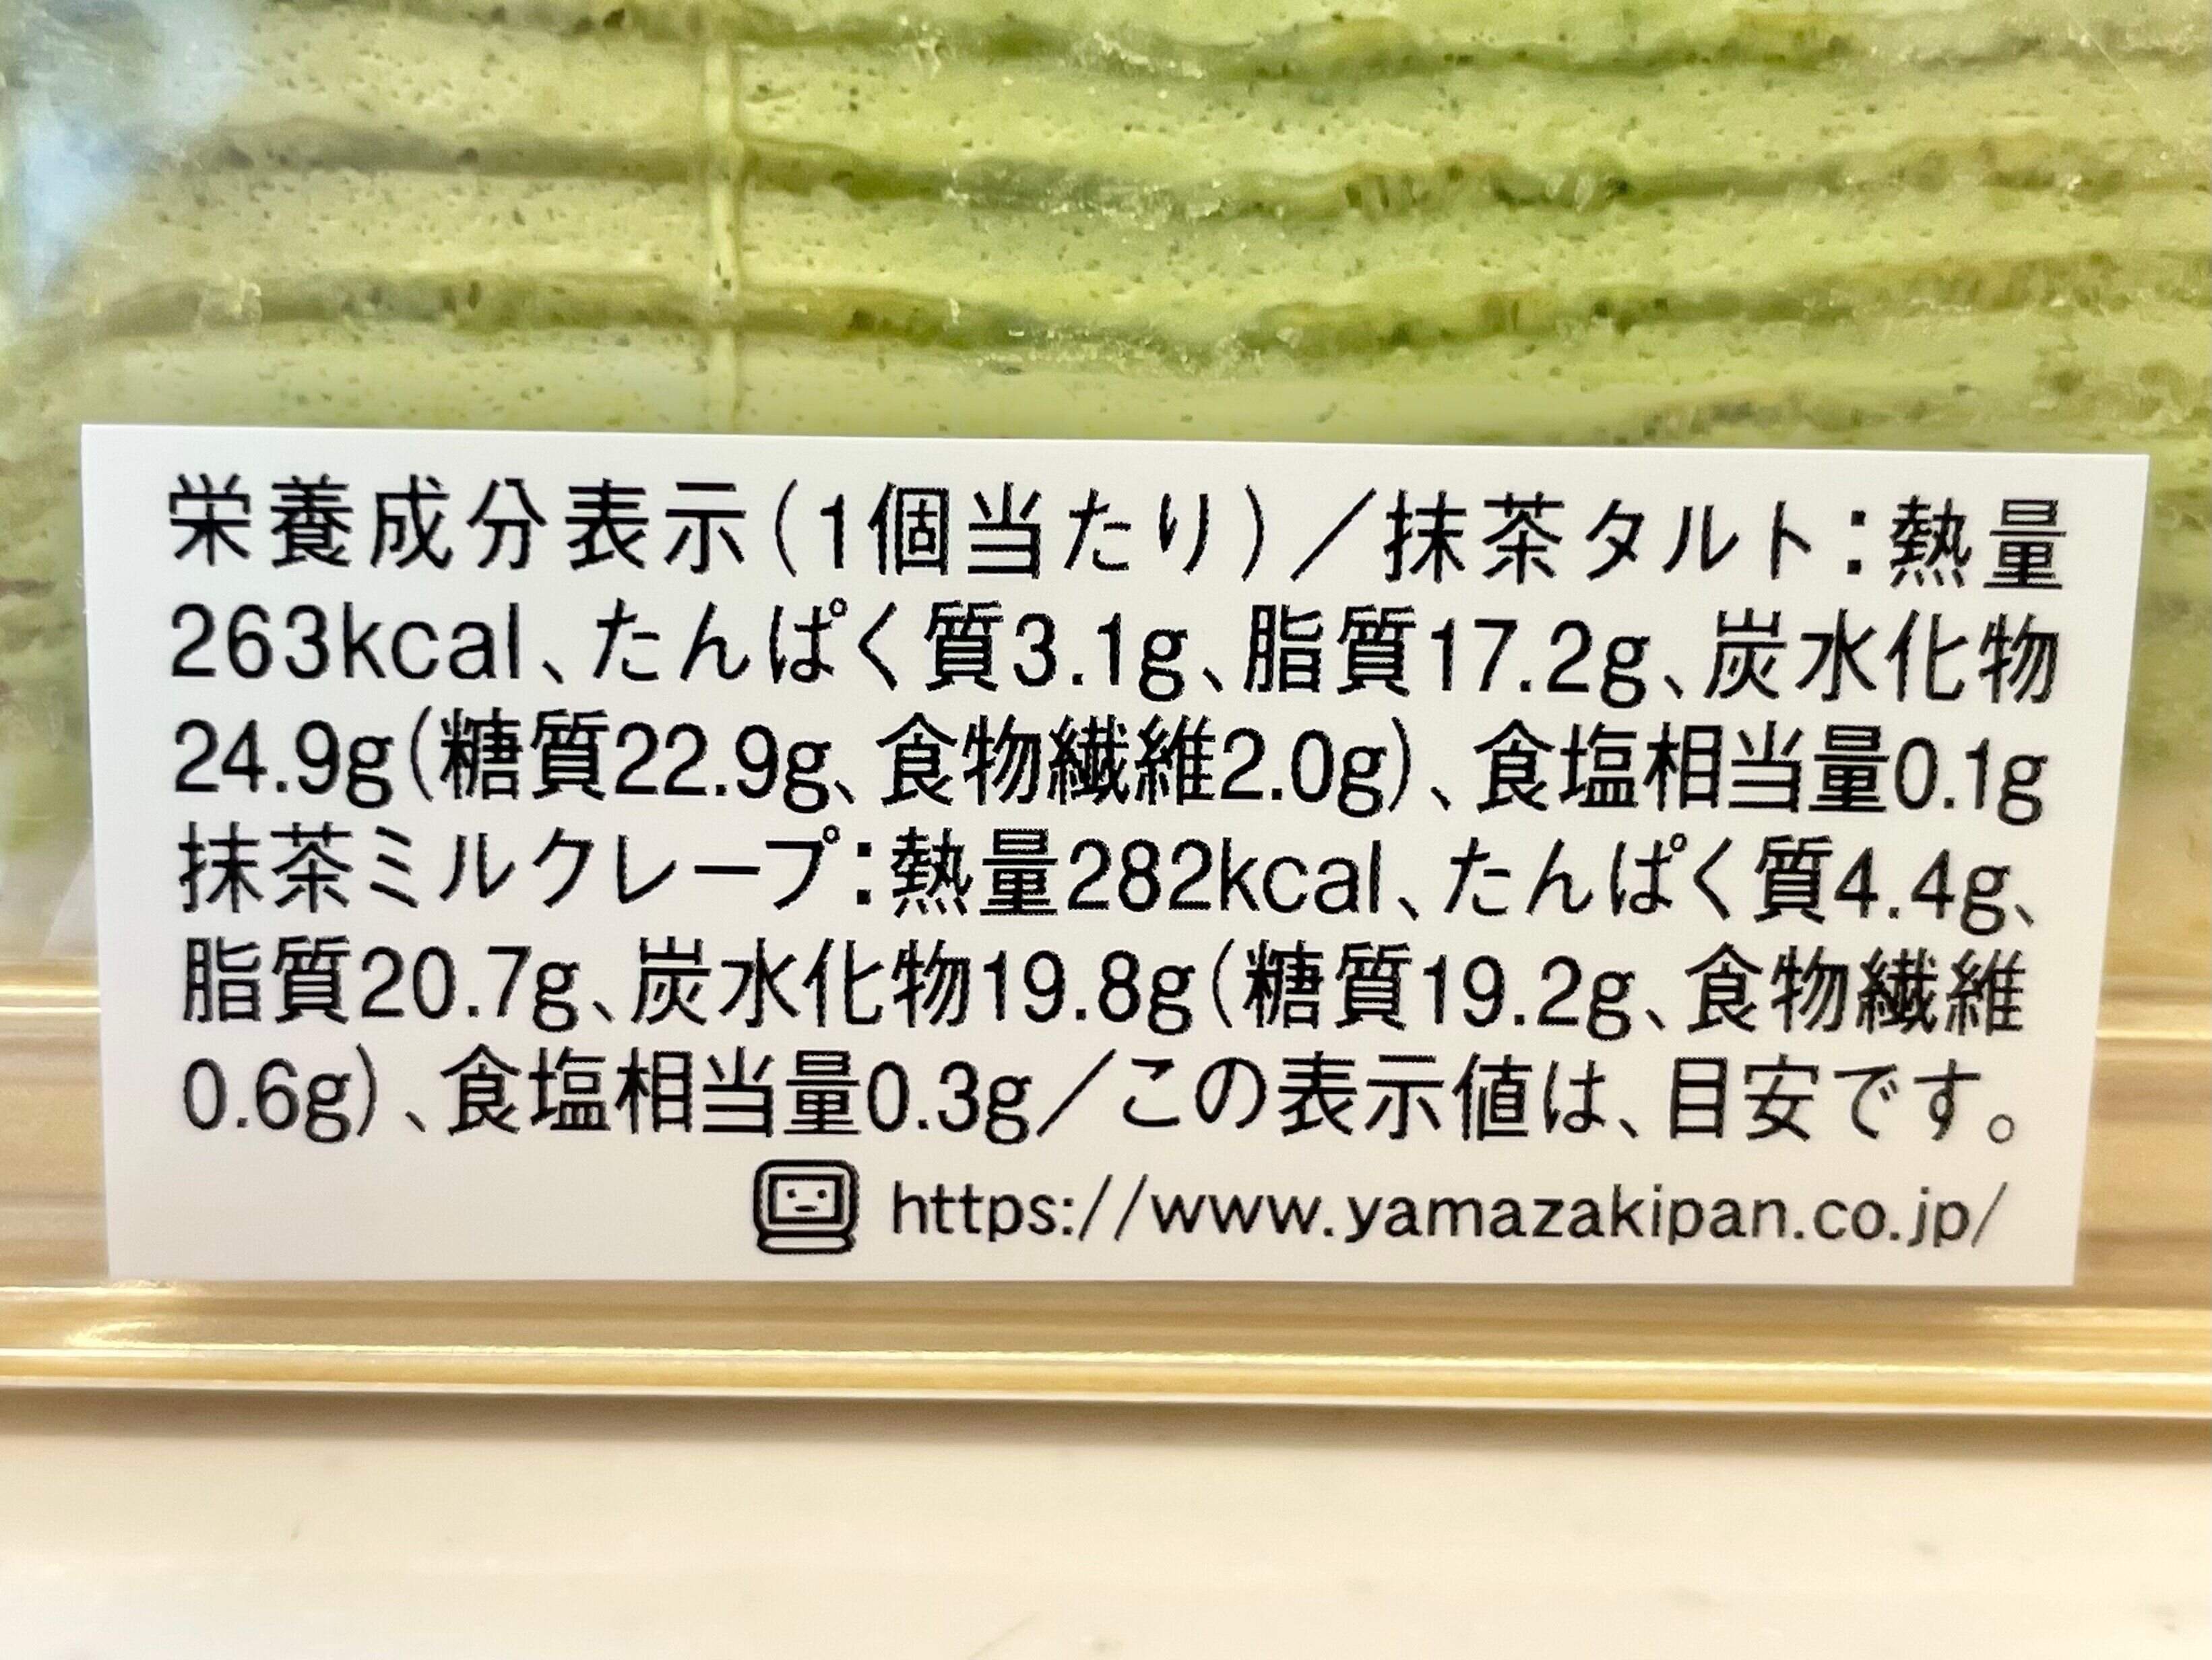 栄養成分表示(1個当たり)／抹茶タルト:熱量
263kcal、たんぱく質3.1g、脂質17.2g、炭水化物
24.9g(糖質22.9g、食物繊維2.0g)、食塩相当量0.1g
抹茶ミルクレープ:熱量282kcal、たんぱく質4.4g、
脂質20.7g、炭水化物19.8g(糖質19.2g、食物繊維
0.6g)、食塩相当量0.3g／この表示値は、目安です。
https://www.yamazakipan.co.jp/